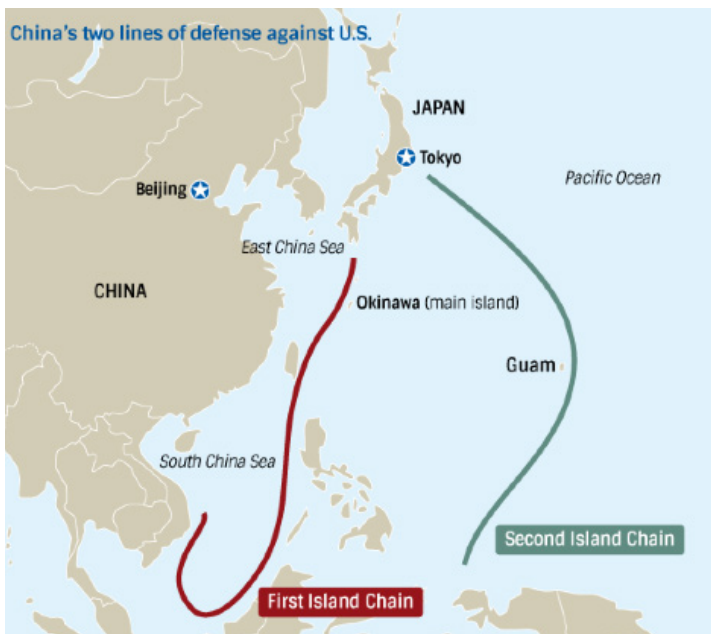 China's two lines of defense against U.S.
JAPAN
Tokyo
Pacific Ocean
Beijing
East China Sea
CHINA
Okinawa (main island)
Guam
South China Sea
Second Island Chain
First Island Chain